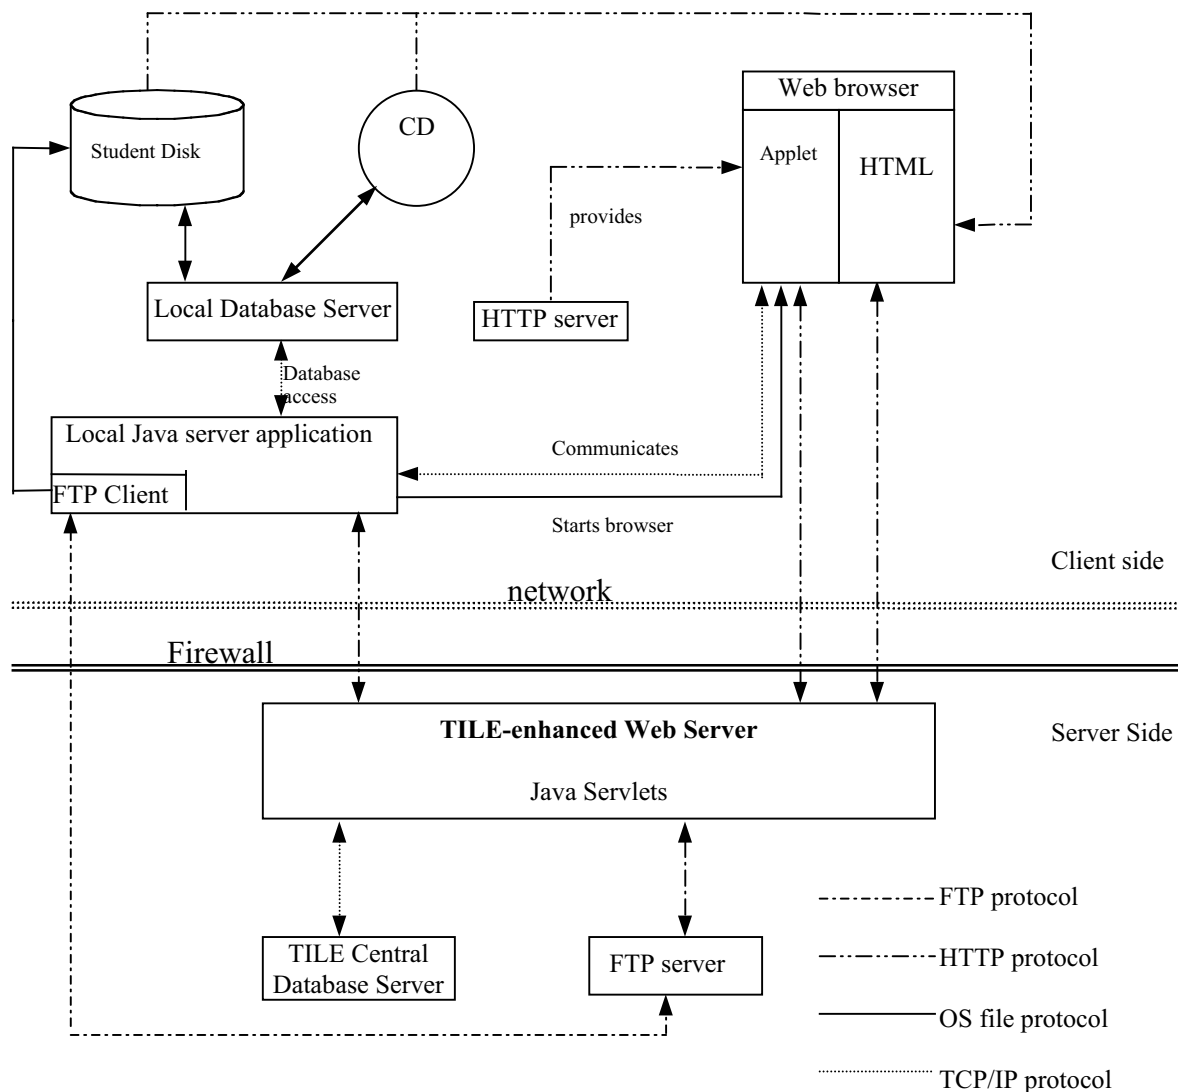 Web browser
CD
Student Disk
Applet
HTML
provides
Local Database Server
HTTP server
Database
access
Local Java server application
Communicates
FTP Client
Starts browser
Client side
network
Firewall
TILE-enhanced Web Server
Server Side
Java Servlets
FTP protocol
TILE Central
Database Server
FTP server
HTTP protocol
OS file protocol
TCP/IP protocol